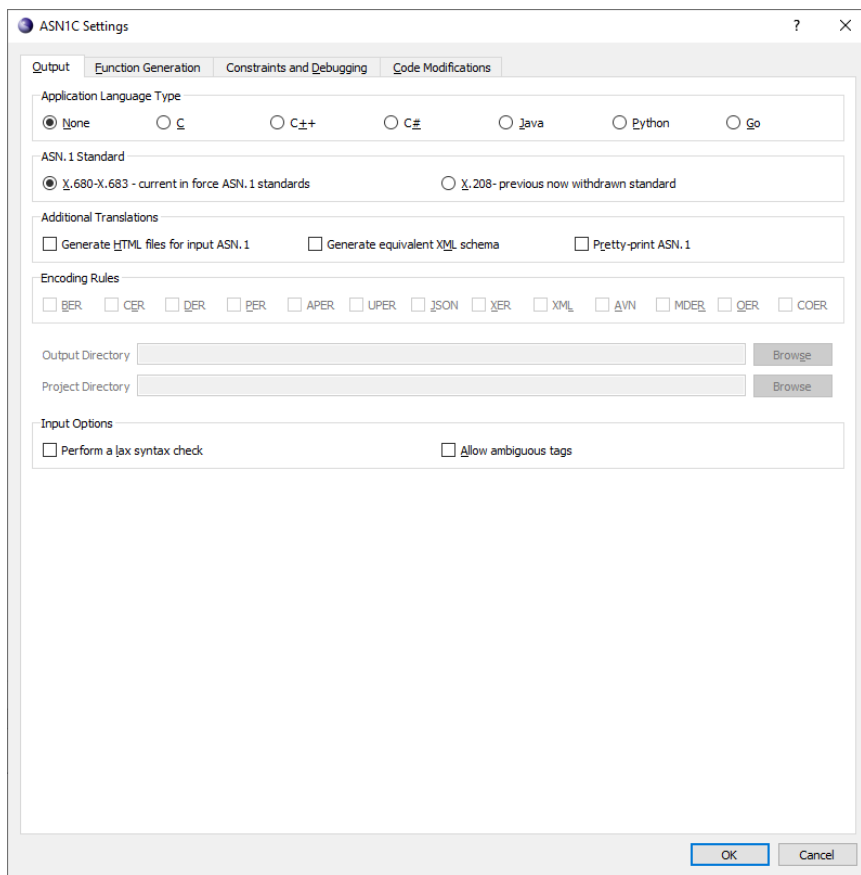 ASN1C Settings ? ×
Output Function Generation Constraints and Debugging Code Modifications
Application Language Type
None C C++ C# Java Python Go
ASN.1 Standard
X.680-X.683 - current in force ASN.1 standards X.208- previous now withdrawn standard
Additional Translations
Generate HTML files for input ASN.1 Generate equivalent XML schema Pretty-print ASN.1
Encoding Rules
BER CER DER PER APER UPER JSON XER XML AVN MDER OER COER
Output Directory Browse
Project Directory Browse
Input Options
Perform a lax syntax check Allow ambiguous tags
OK Cancel